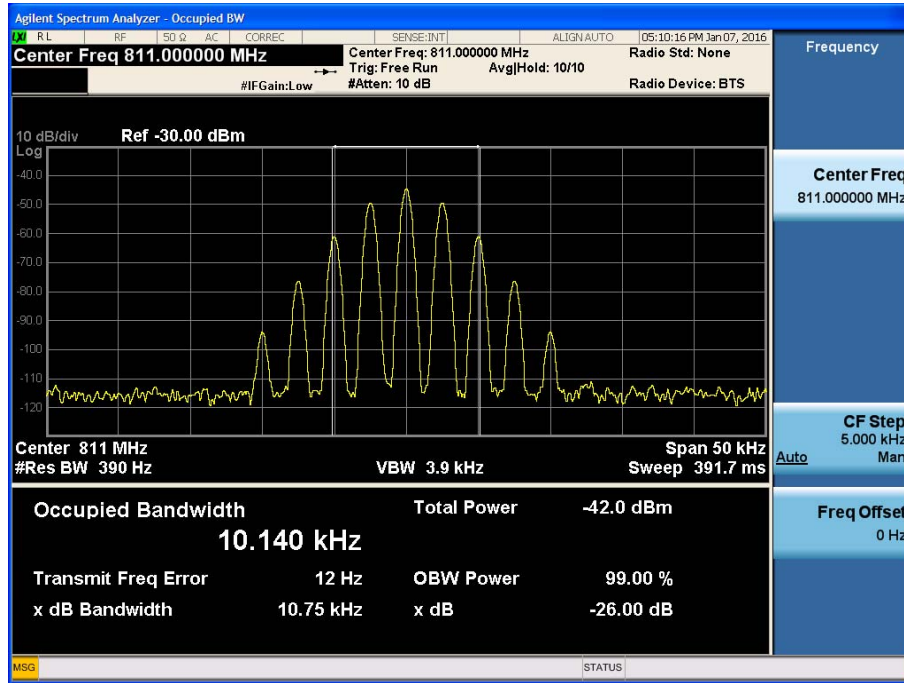 Agilent Spectrum Analyzer - Occupied BW
LXI RL RF 50 Ω AC CORREC SENSE:INT ALIGNAUTO 05:10:16 PM Jan 07, 2016
Center Freq 811.000000 MHz
Center Freq: 811.000000 MHz Radio Std: None
Trig: Free Run Avg|Hold: 10/10
#IFGain:Low #Atten: 10 dB Radio Device: BTS
Frequency
10 dB/div Ref -30.00 dBm
Log
-40.0
-50.0
-60.0
-70.0
-80.0
-90.0
-100
-110
-120
Center 811 MHz Span 50 kHz
#Res BW 390 Hz VBW 3.9 kHz Sweep 391.7 ms
Occupied Bandwidth Total Power -42.0 dBm
10.140 kHz
Transmit Freq Error 12 Hz OBW Power 99.00 %
x dB Bandwidth 10.75 kHz x dB -26.00 dB
Center Freq
811.000000 MHz
CF Step
5.000 kHz
Auto Man
Freq Offset
0 Hz
MSG STATUS